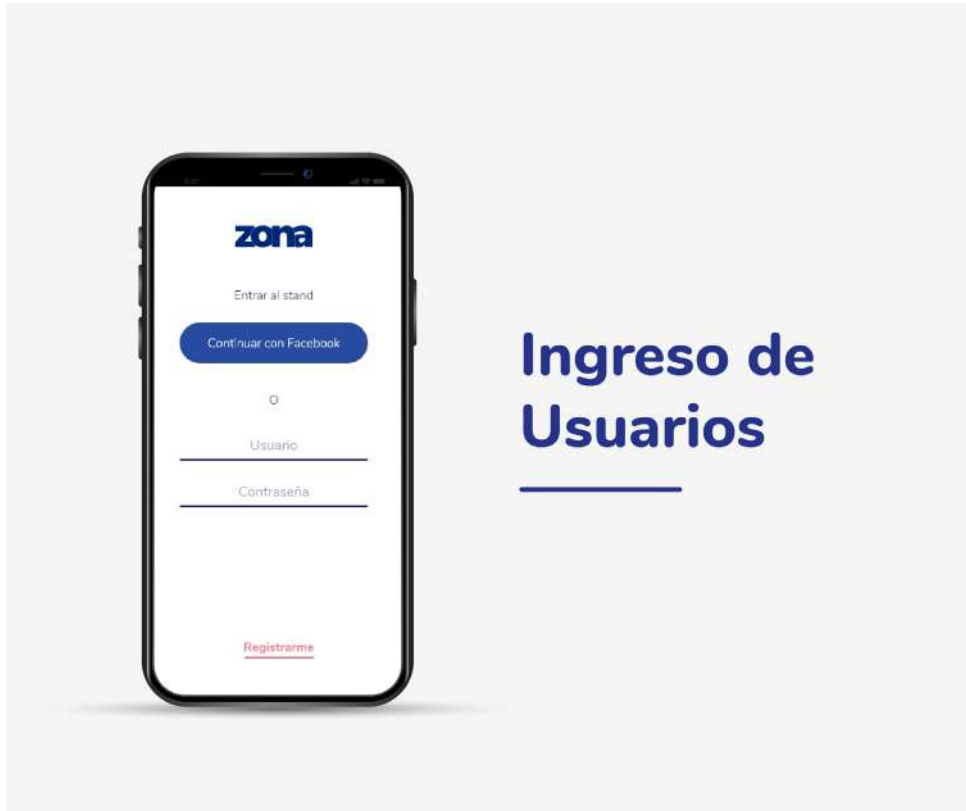 zona
Entrar al stand
Continuar con Facebook
O
Usuario
Contraseña
Registrarme
Ingreso de
Usuarios